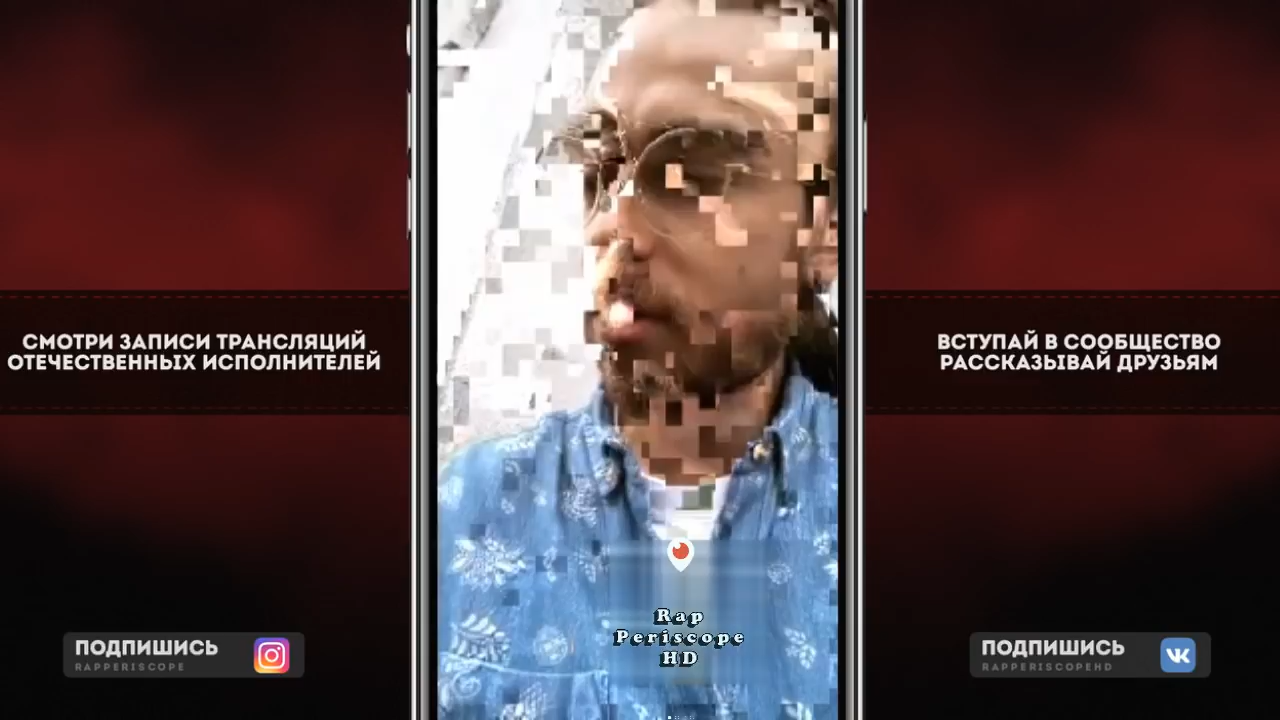 СМОТРИ ЗАПИСИ ТРАНСЛЯЦИЙ
ОТЕЧЕСТВЕННЫХ ИСПОЛНИТЕЛЕЙ
ВСТУПАЙ В СООБЩЕСТВО
РАССКАЗЫВАЙ ДРУЗЬЯМ
Rap
Periscope
HD
ПОДПИШИСЬ
RAPPERISCOPE
ПОДПИШИСЬ
RAPPERISCOPEHD